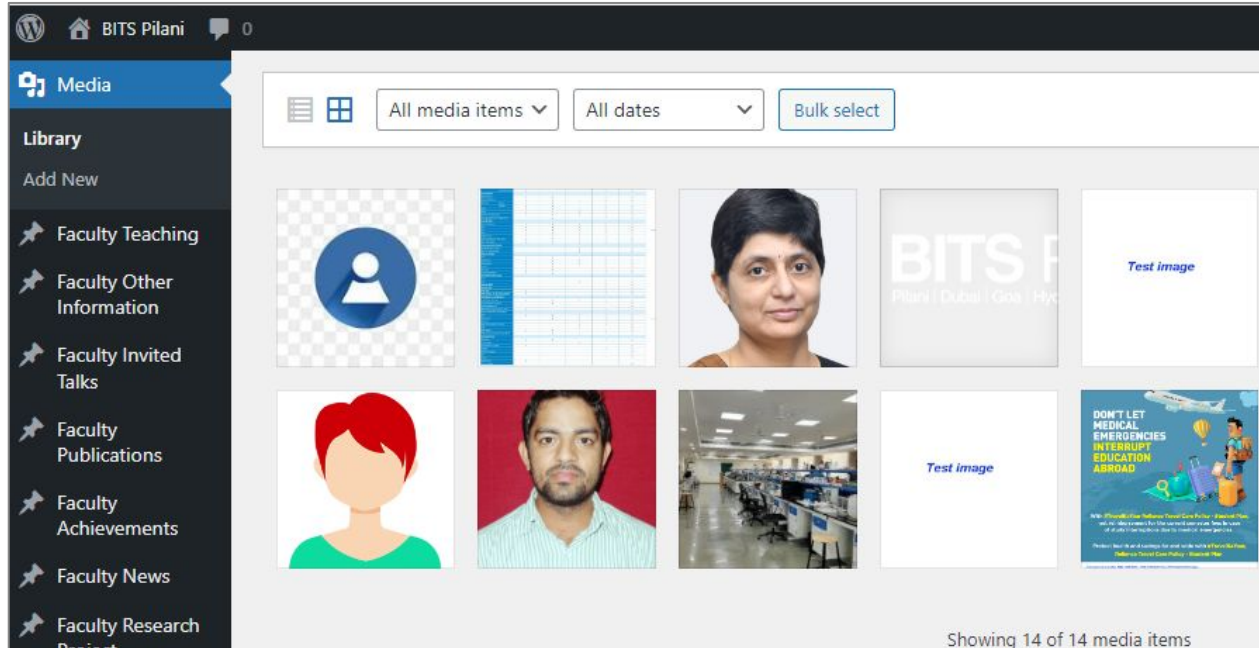 BITS Pilani 0
Media
Library
Add New
Faculty Teaching
Faculty Other
Information
Faculty Invited
Talks
Faculty
Publications
Faculty
Achievements
Faculty News
Faculty Research
All media items
All dates
Bulk select
BITS
Pilani | Dubai | Goa | Hyd
Test image
Test image
DON'T LET
MEDICAL
EMERGENCIES
INTERRUPT
EDUCATION
ABROAD
Showing 14 of 14 media items